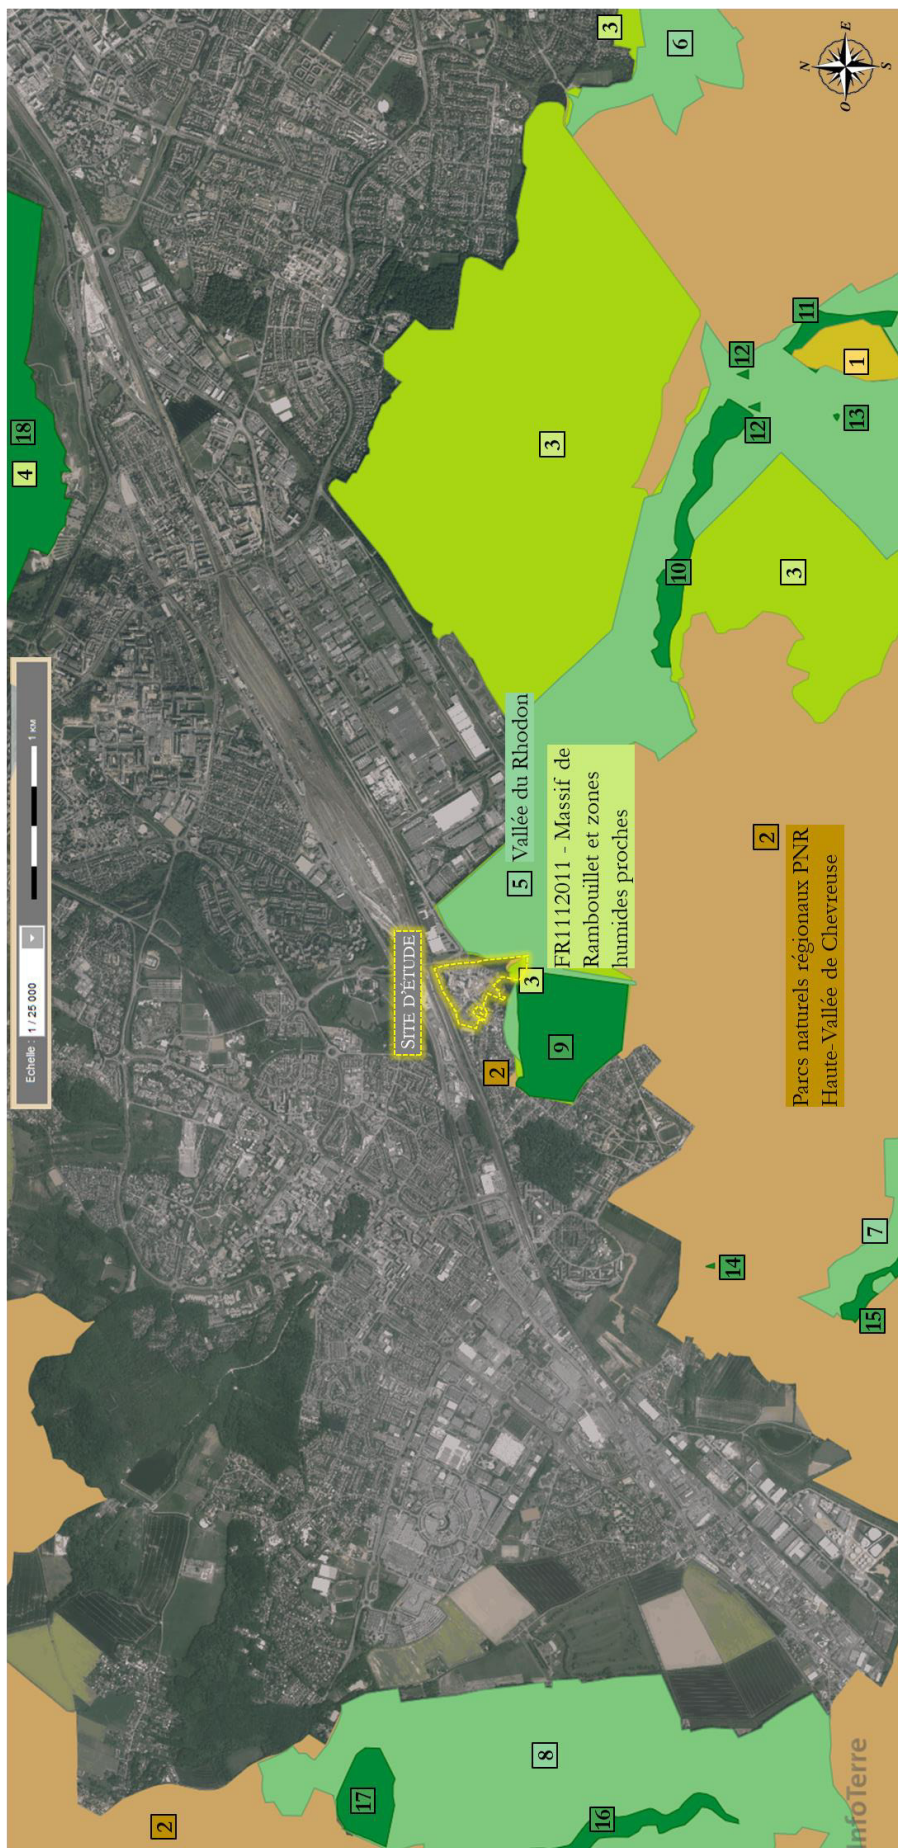 Echelle : 1 / 25 000
1 KM
4
18
2
17
SITE D'ÉTUDE
2
5 Vallée du Rhodon
3
8
9
3
FR1112011 - Massif de
Rambouillet et zones
humides proches
3
16
10
6
14
12
12
2
Parcs naturels régionaux PNR
Haute-Vallée de Chevreuse
3
11
N
O
E
S
15
7
13
1
InfoTerre